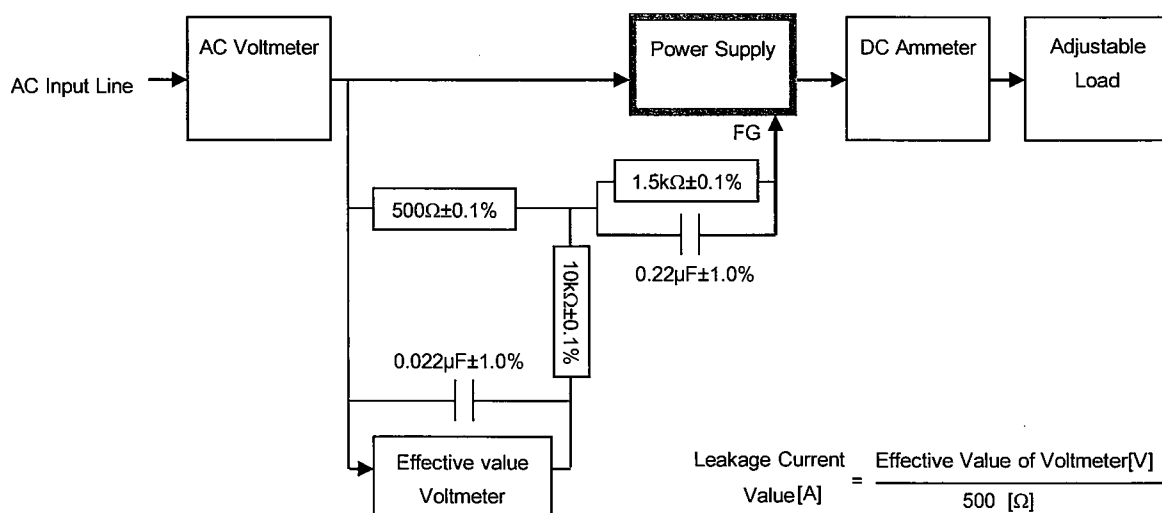 AC Voltmeter
Power Supply
DC Ammeter
Adjustable
Load
AC Input Line
FG
1.5kΩ±0.1%
500Ω±0.1%
0.22µF±1.0%
10kΩ±0.1%
0.022µF±1.0%
Effective value
Voltmeter
Leakage Current
Value[A]
=
Effective Value of Voltmeter[V]
500 [Ω]